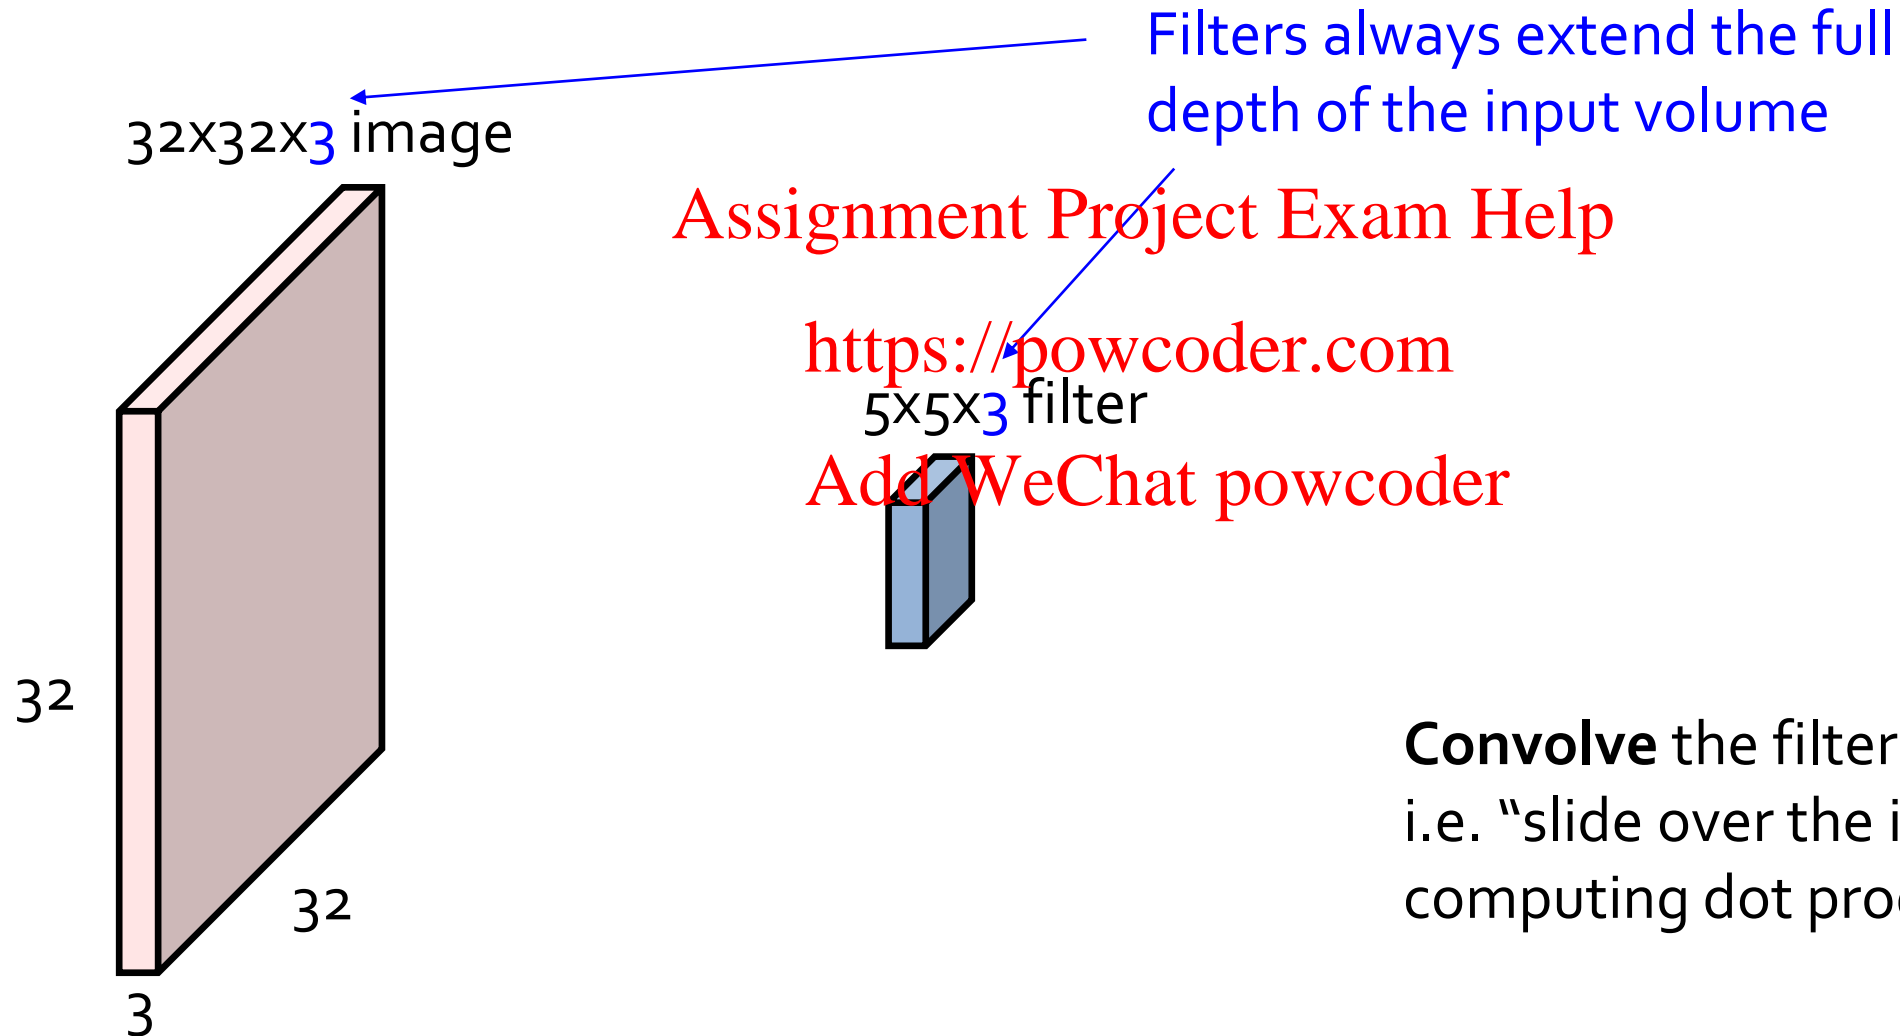 Filters always extend the full
depth of the input volume
32x32x3 image
Assignment Project Exam Help
https://powcoder.com
5x5x3 filter
Add WeChat powcoder
32
Convolve the filter
i.e. “slide over the i
computing dot pro
32
3